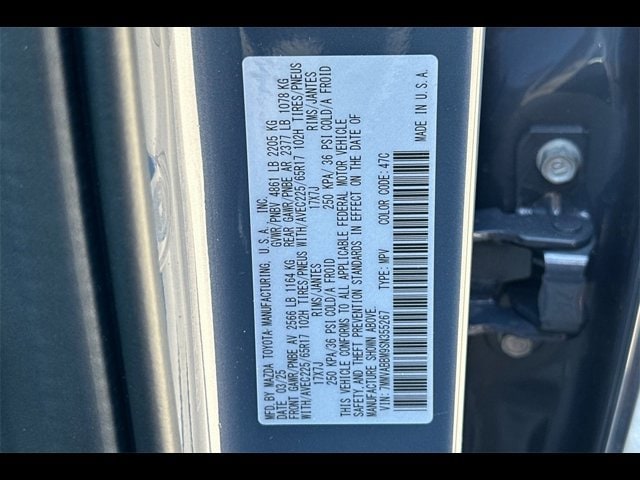 MFD BY MAZDA TOYOTA MANUFACTURING, U.S.A. INC.
DATE 03/25 GVWR/PNBV 4861 LB 2205 KG
FRONT GAWR/PNBE AV 2566 LB 1164 KG REAR GAWR/PNBE AR 2377 LB 1078 KG
WITH/AVEC225/65R17 102H TIRES/PNEUS WITH/AVEC225/65R17 102H TIRES/PNEUS
17X7J RIMS/JANTES 17X7J RIMS/JANTES
250 KPA/36 PSI COLD/A FROID 250 KPA/ 36 PSI COLD/A FROID
THIS VEHICLE CONFORMS TO ALL APPLICABLE FEDERAL MOTOR VEHICLE
SAFETY, AND THEFT PREVENTION STANDARDS IN EFFECT ON THE DATE OF
MANUFACTURE SHOWN ABOVE.
VIN: 7MMVABBM9SN355267 TYPE: MPV COLOR CODE: 47C
MADE IN U.S.A.